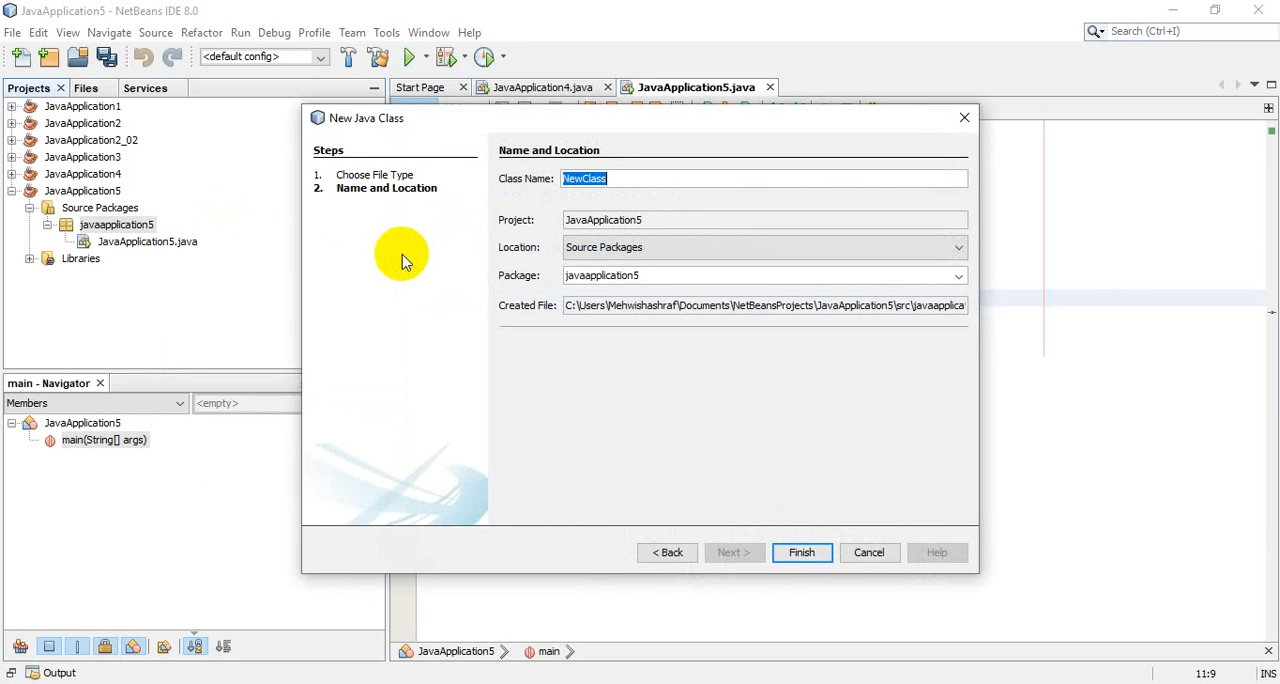 JavaApplication5 - NetBeans IDE 8.0
File Edit View Navigate Source Refactor Run Debug Profile Team Tools Window Help
Search (Ctrl+I)
<default config>
Projects Files Services
Start Page JavaApplication4.java JavaApplication5.java
JavaApplication1
JavaApplication2
JavaApplication2_02
JavaApplication3
JavaApplication4
JavaApplication5
Source Packages
javaapplication5
JavaApplication5.java
Libraries
main - Navigator
Members
<empty>
JavaApplication5
main(String[] args)
New Java Class
Steps
1. Choose File Type
2. Name and Location
Name and Location
Class Name: NewClass
Project: JavaApplication5
Location: Source Packages
Package: javaapplication5
Created File: C:\Users\Mehwishashraf\Documents\NetBeansProjects\JavaApplication5\src\javaapplica
< Back Next > Finish Cancel Help
JavaApplication5 main
Output
11:9 INS